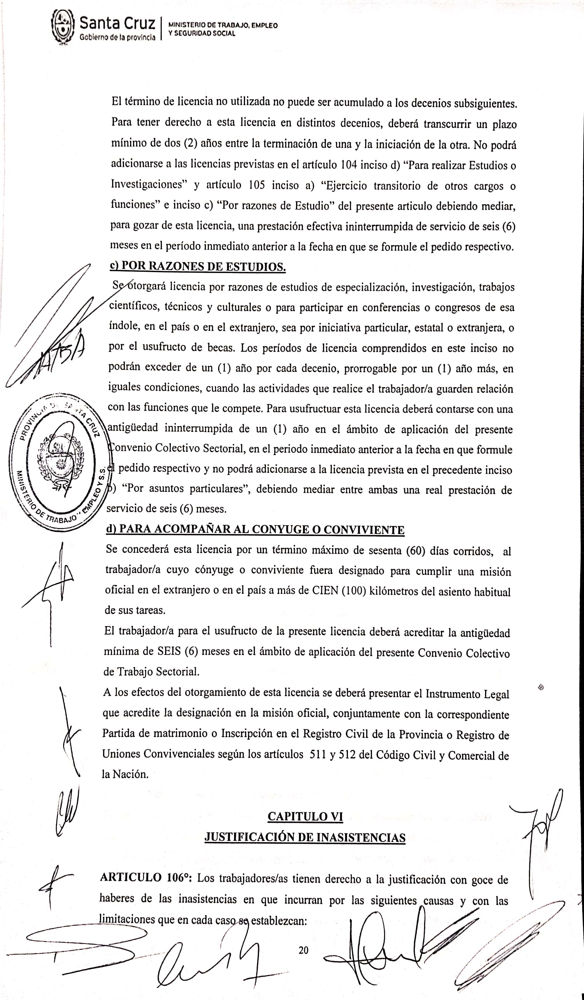 Santa Cruz
Gobierno de la provincia
MINISTERIO DE TRABAJO, EMPLEO
Y SEGURIDAD SOCIAL
El término de licencia no utilizada no puede ser acumulado a los decenios subsiguientes.
Para tener derecho a esta licencia en distintos decenios, deberá transcurrir un plazo
mínimo de dos (2) años entre la terminación de una y la iniciación de la otra. No podrá
adicionarse a las licencias previstas en el artículo 104 inciso d) “Para realizar Estudios o
Investigaciones” y artículo 105 inciso a) “Ejercicio transitorio de otros cargos o
funciones” e inciso c) “Por razones de Estudio” del presente articulo debiendo mediar,
para gozar de esta licencia, una prestación efectiva ininterrumpida de servicio de seis (6)
meses en el período inmediato anterior a la fecha en que se formule el pedido respectivo.
c) POR RAZONES DE ESTUDIOS.
Se otorgará licencia por razones de estudios de especialización, investigación, trabajos
científicos, técnicos y culturales o para participar en conferencias o congresos de esa
índole, en el país o en el extranjero, sea por iniciativa particular, estatal o extranjera, o
por el usufructo de becas. Los períodos de licencia comprendidos en este inciso no
podrán exceder de un (1) año por cada decenio, prorrogable por un (1) año más, en
iguales condiciones, cuando las actividades que realice el trabajador/a guarden relación
con las funciones que le compete. Para usufructuar esta licencia deberá contarse con una
antigüedad ininterrumpida de un (1) año en el ámbito de aplicación del presente
Convenio Colectivo Sectorial, en el periodo inmediato anterior a la fecha en que formule
el pedido respectivo y no podrá adicionarse a la licencia prevista en el precedente inciso
b) “Por asuntos particulares”, debiendo mediar entre ambas una real prestación de
servicio de seis (6) meses.
PROVINCIA DE SANTA CRUZ
MINISTERIO DE TRABAJO, EMPLEO Y S.S.
d) PARA ACOMPAÑAR AL CONYUGE O CONVIVIENTE
Se concederá esta licencia por un término máximo de sesenta (60) días corridos, al
trabajador/a cuyo cónyuge o conviviente fuera designado para cumplir una misión
oficial en el extranjero o en el país a más de CIEN (100) kilómetros del asiento habitual
de sus tareas.
El trabajador/a para el usufructo de la presente licencia deberá acreditar la antigüedad
mínima de SEIS (6) meses en el ámbito de aplicación del presente Convenio Colectivo
de Trabajo Sectorial.
A los efectos del otorgamiento de esta licencia se deberá presentar el Instrumento Legal
que acredite la designación en la misión oficial, conjuntamente con la correspondiente
Partida de matrimonio o Inscripción en el Registro Civil de la Provincia o Registro de
Uniones Convivenciales según los artículos 511 y 512 del Código Civil y Comercial de
la Nación.
CAPITULO VI
JUSTIFICACIÓN DE INASISTENCIAS
ARTICULO 106º: Los trabajadores/as tienen derecho a la justificación con goce de
haberes de las inasistencias en que incurran por las siguientes causas y con las
limitaciones que en cada caso se establezcan:
20